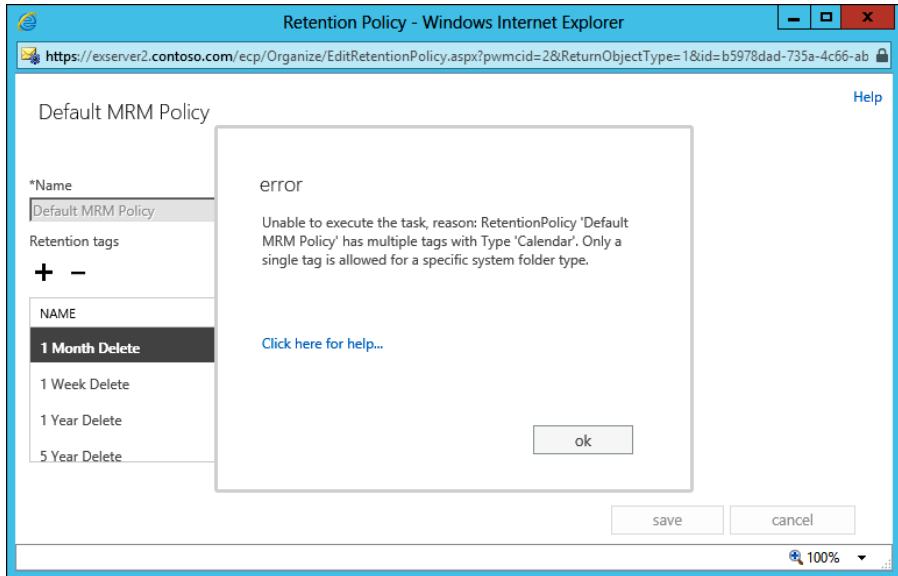 Retention Policy - Windows Internet Explorer
https://exserver2.contoso.com/ecp/Organize/EditRetentionPolicy.aspx?pwmcid=2&ReturnObjectType=1&id=b5978dad-735a-4c66-ab
Help
Default MRM Policy
*Name
Default MRM Policy
Retention tags
NAME
1 Month Delete
1 Week Delete
1 Year Delete
5 Year Delete
error
Unable to execute the task, reason: RetentionPolicy 'Default
MRM Policy' has multiple tags with Type 'Calendar'. Only a
single tag is allowed for a specific system folder type.
Click here for help...
ok
save
cancel
100%